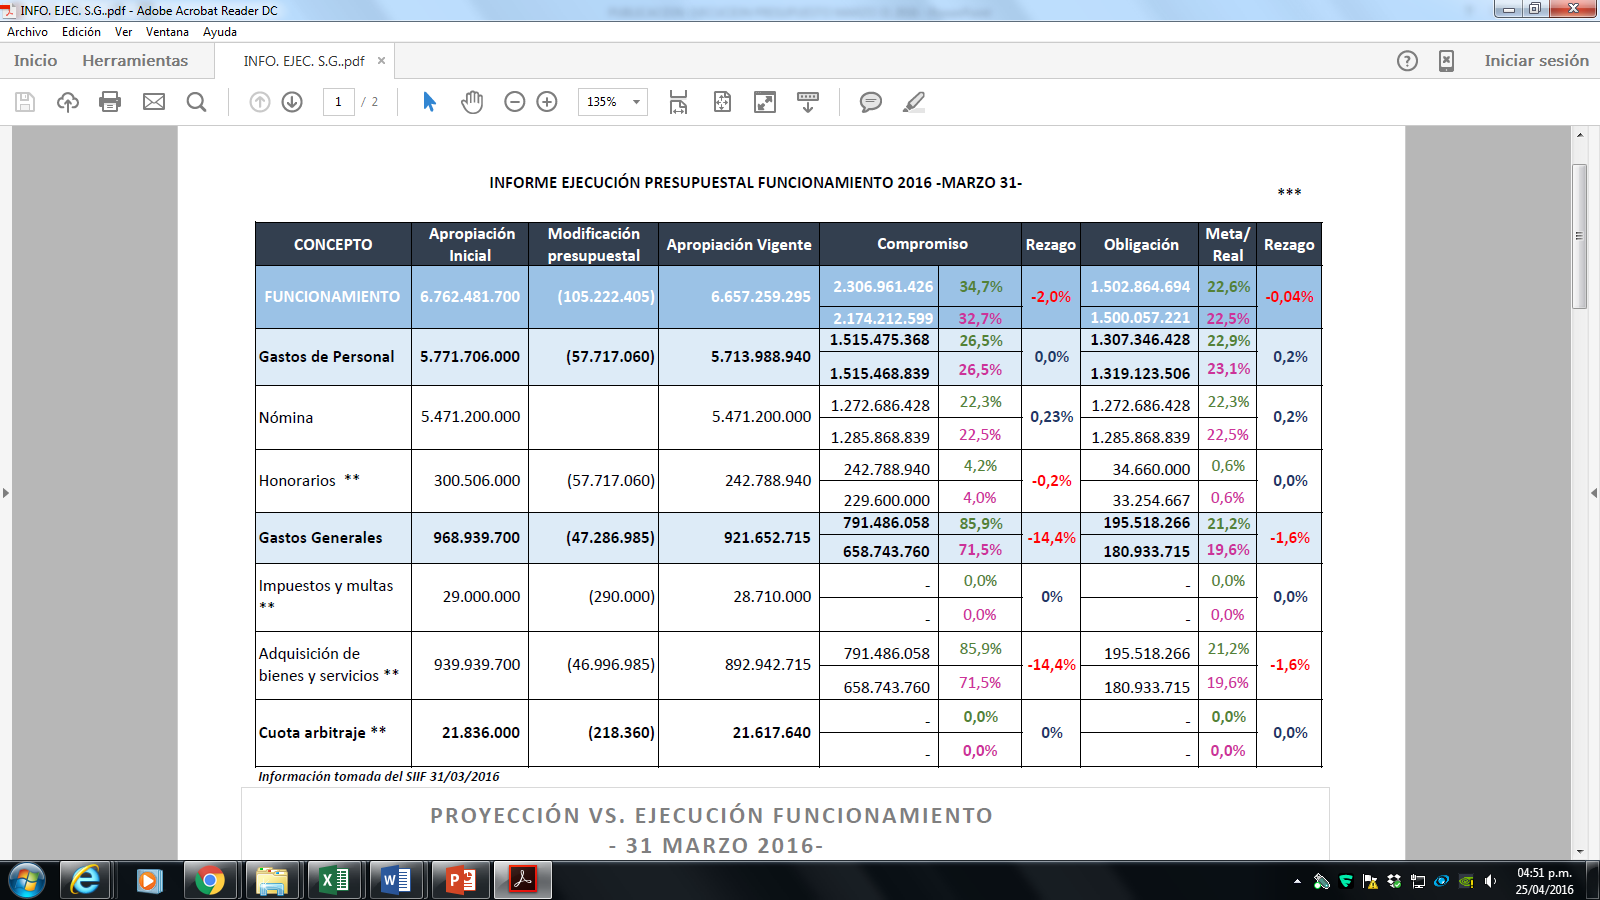 INFO. EJEC. S.G..pdf - Adobe Acrobat Reader DC
Archivo Edición Ver Ventana Ayuda
Inicio Herramientas INFO. EJEC. S.G..pdf × Iniciar sesión
1 / 2 135%
INFORME EJECUCIÓN PRESUPUESTAL FUNCIONAMIENTO 2016 -MARZO 31-
***
CONCEPTO Apropiación Inicial Modificación presupuestal Apropiación Vigente Compromiso Rezago Obligación Meta/ Real Rezago
FUNCIONAMIENTO 6.762.481.700 (105.222.405) 6.657.259.295 2.306.961.426 34,7% -2,0% 1.502.864.694 22,6% -0,04%
2.174.212.599 32,7% 1.500.057.221 22,5%
Gastos de Personal 5.771.706.000 (57.717.060) 5.713.988.940 1.515.475.368 26,5% 0,0% 1.307.346.428 22,9% 0,2%
1.515.468.839 26,5% 1.319.123.506 23,1%
Nómina 5.471.200.000 5.471.200.000 1.272.686.428 22,3% 0,23% 1.272.686.428 22,3% 0,2%
1.285.868.839 22,5% 1.285.868.839 22,5%
Honorarios ** 300.506.000 (57.717.060) 242.788.940 242.788.940 4,2% -0,2% 34.660.000 0,6% 0,0%
229.600.000 4,0% 33.254.667 0,6%
Gastos Generales 968.939.700 (47.286.985) 921.652.715 791.486.058 85,9% -14,4% 195.518.266 21,2% -1,6%
658.743.760 71,5% 180.933.715 19,6%
Impuestos y multas ** 29.000.000 (290.000) 28.710.000 - 0,0% 0% - 0,0% 0,0%
- 0,0% - 0,0%
Adquisición de bienes y servicios ** 939.939.700 (46.996.985) 892.942.715 791.486.058 85,9% -14,4% 195.518.266 21,2% -1,6%
658.743.760 71,5% 180.933.715 19,6%
Cuota arbitraje ** 21.836.000 (218.360) 21.617.640 - 0,0% 0% - 0,0% 0,0%
- 0,0% - 0,0%
Información tomada del SIIF 31/03/2016
PROYECCIÓN VS. EJECUCIÓN FUNCIONAMIENTO
- 31 MARZO 2016-
04:51 p.m.
25/04/2016